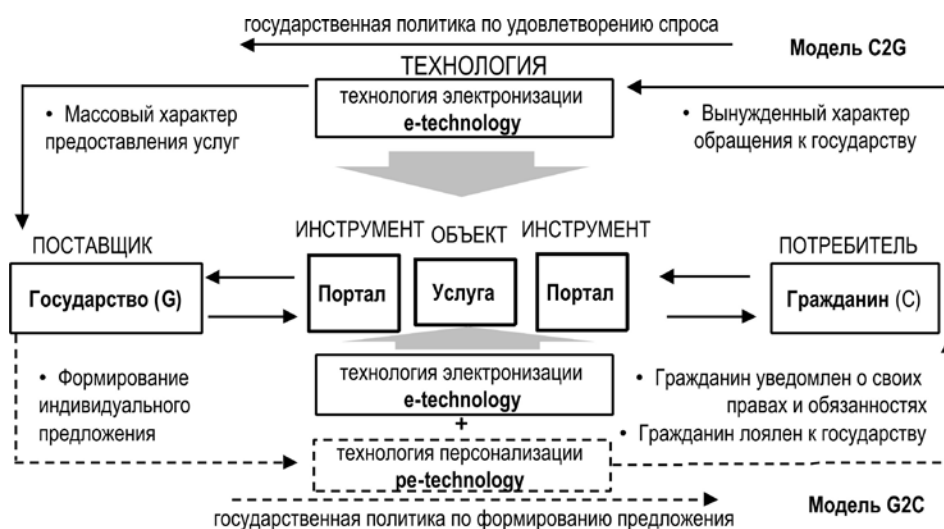 государственная политика по удовлетворению спроса
Модель C2G
ТЕХНОЛОГИЯ
технология электронизации
e-technology
• Массовый характер
предоставления услуг
• Вынужденный характер
обращения к государству
ИНСТРУМЕНТ
ОБЪЕКТ
ИНСТРУМЕНТ
ПОСТАВЩИК
ПОТРЕБИТЕЛЬ
Государство (G)
Портал
Услуга
Портал
Гражданин (C)
• Формирование
индивидуального
предложения
технология электронизации
e-technology
+
технология персонализации
pe-technology
• Гражданин уведомлен о своих
правах и обязанностях
• Гражданин лоялен к государству
Модель G2C
государственная политика по формированию предложения